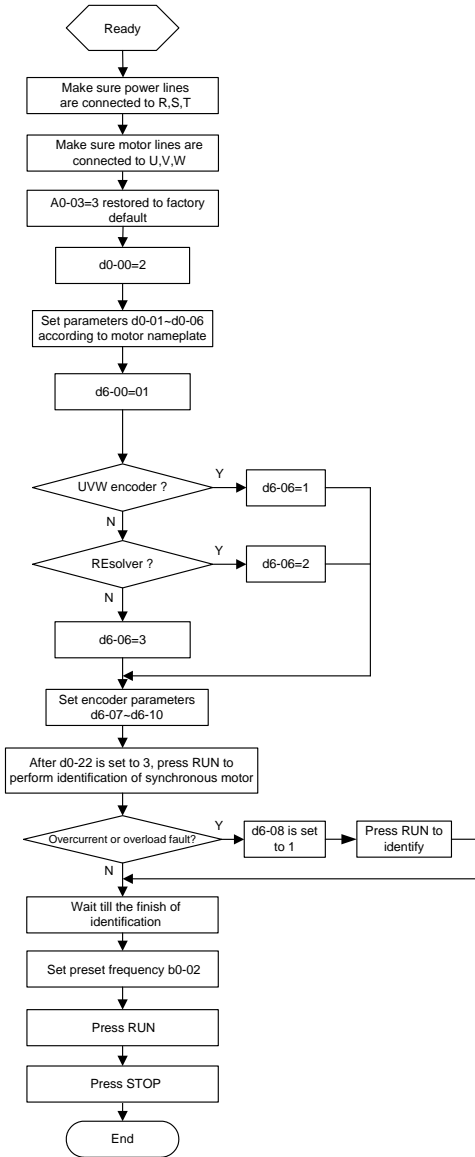 Ready
Make sure power lines
are connected to R,S,T
Make sure motor lines are
connected to U,V,W
A0-03=3 restored to factory
default
d0-00=2
Set parameters d0-01~d0-06
according to motor nameplate
d6-00=01
UVW encoder ?
Y
d6-06=1
N
REsolver ?
Y
d6-06=2
N
d6-06=3
Set encoder parameters
d6-07~d6-10
After d0-22 is set to 3, press RUN to
perform identification of synchronous motor
Overcurrent or overload fault?
Y
d6-08 is set
to 1
Press RUN to
identify
N
Wait till the finish of
identification
Set preset frequency b0-02
Press RUN
Press STOP
End